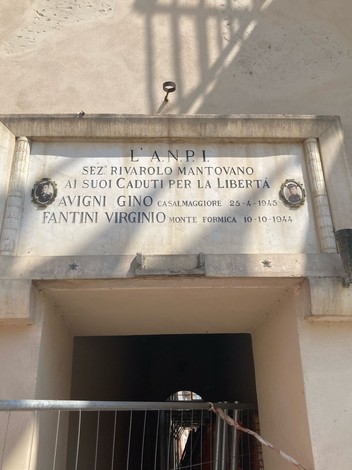 L'A.N.P.I.
SEZ. RIVAROLO MANTOVANO
AI SUOI CADUTI PER LA LIBERTÁ
AVIGNI GINO CASALMAGGIORE 25-4-1945
FANTINI VIRGINIO MONTE FORMICA 10-10-1944